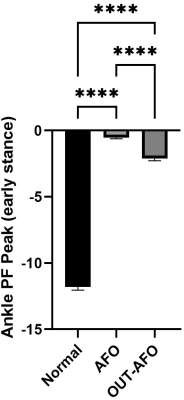 ****
****
****
Ankle PF Peak (early stance)
0
-5
-10
-15
Normal
AFO
OUT-AFO